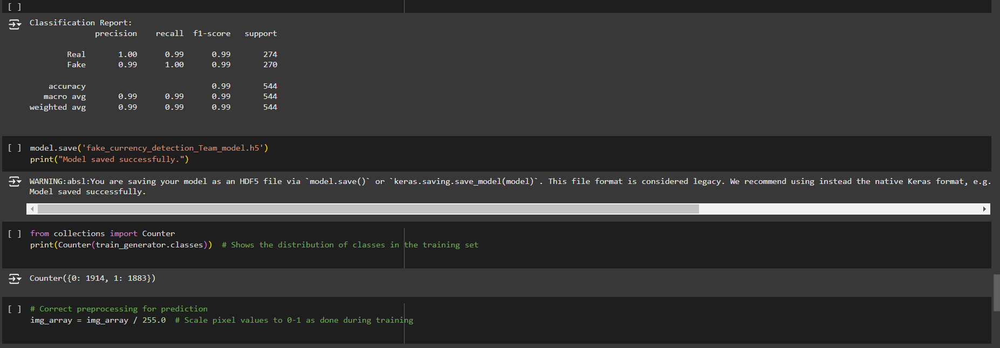 [ ]
Classification Report:
precision recall f1-score support
Real 1.00 0.99 0.99 274
Fake 0.99 1.00 0.99 270
accuracy 0.99 544
macro avg 0.99 0.99 0.99 544
weighted avg 0.99 0.99 0.99 544
[ ] model.save('fake_currency_detection_Team_model.h5')
print("Model saved successfully.")
WARNING:absl:You are saving your model as an HDF5 file via `model.save()` or `keras.saving.save_model(model)`. This file format is considered legacy. We recommend using instead the native Keras format, e.g.
Model saved successfully.
[ ] from collections import Counter
print(Counter(train_generator.classes))  # Shows the distribution of classes in the training set
Counter({0: 1914, 1: 1883})
[ ] # Correct preprocessing for prediction
img_array = img_array / 255.0  # Scale pixel values to 0-1 as done during training